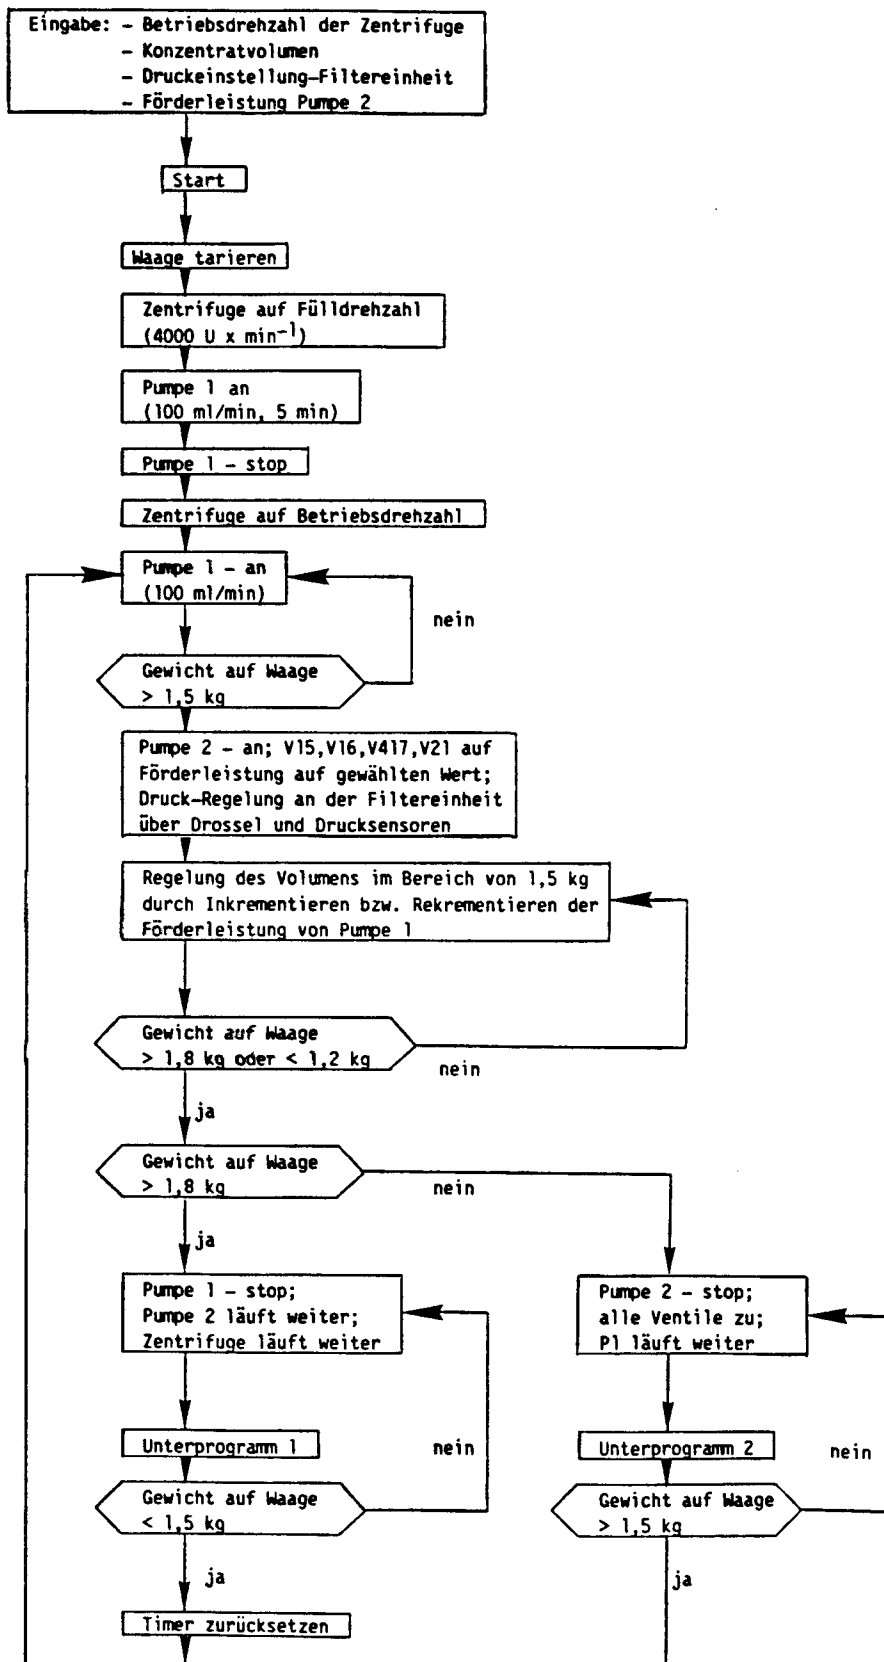 Eingabe: – Betriebsdrehzahl der Zentrifuge
– Konzentratvolumen
– Druckeinstellung–Filtereinheit
– Förderleistung Pumpe 2
Start
Waage tarieren
Zentrifuge auf Fülldrehzahl
(4000 U x min⁻¹)
Pumpe 1 an
(100 ml/min, 5 min)
Pumpe 1 – stop
Zentrifuge auf Betriebsdrehzahl
Pumpe 1 – an
(100 ml/min)
nein
Gewicht auf Waage
> 1,5 kg
Pumpe 2 – an; V15,V16,V417,V21 auf
Förderleistung auf gewählten Wert;
Druck–Regelung an der Filtereinheit
über Drossel und Drucksensoren
Regelung des Volumens im Bereich von 1,5 kg
durch Inkrementieren bzw. Rekrementieren der
Förderleistung von Pumpe 1
Gewicht auf Waage
> 1,8 kg oder < 1,2 kg
nein
ja
Gewicht auf Waage
> 1,8 kg
nein
ja
Pumpe 1 – stop;
Pumpe 2 läuft weiter;
Zentrifuge läuft weiter
Pumpe 2 – stop;
alle Ventile zu;
P1 läuft weiter
Unterprogramm 1
nein
Unterprogramm 2
nein
Gewicht auf Waage
< 1,5 kg
Gewicht auf Waage
> 1,5 kg
ja
ja
Timer zurücksetzen